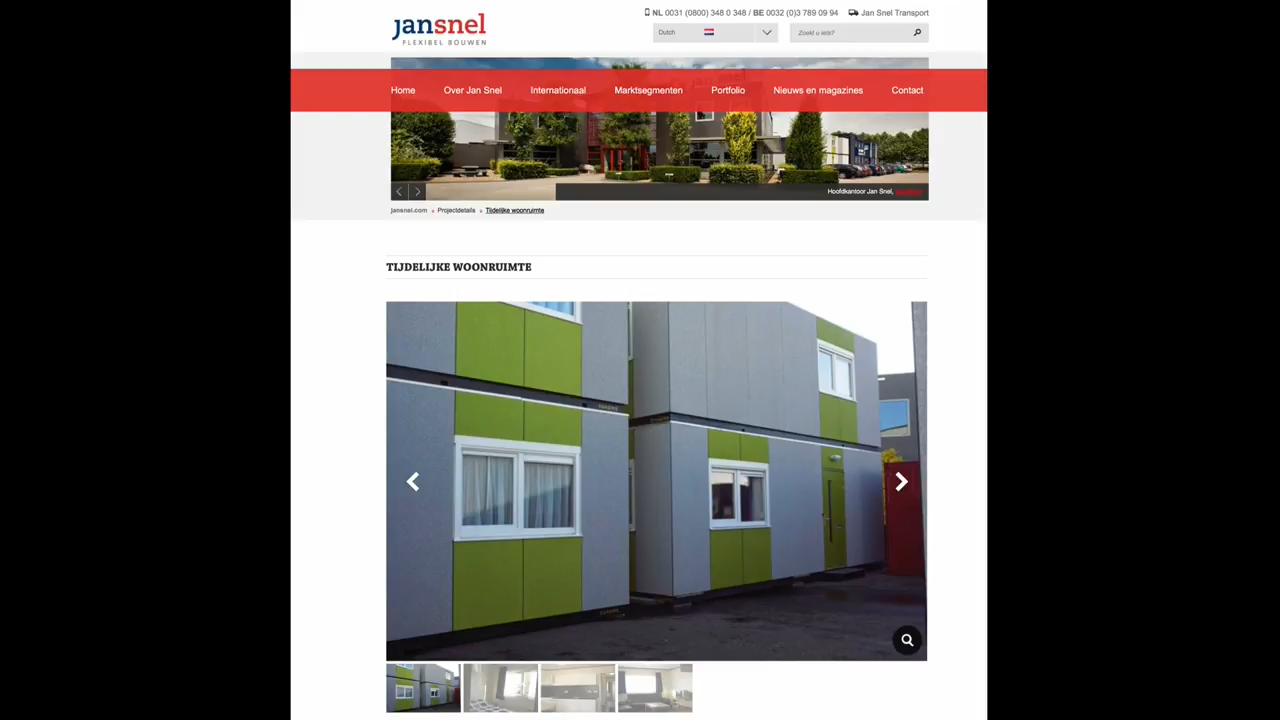 NL 0031 (0800) 348 0 348 / BE 0032 (0)3 789 09 94 Jan Snel Transport
jansnel
FLEXIBEL BOUWEN
Dutch
Zoekt u iets?
Home Over Jan Snel Internationaal Marktsegmenten Portfolio Nieuws en magazines Contact
Hoofdkantoor Jan Snel,
jansnel.com » Projectdetails » Tijdelijke woonruimte
TIJDELIJKE WOONRUIMTE